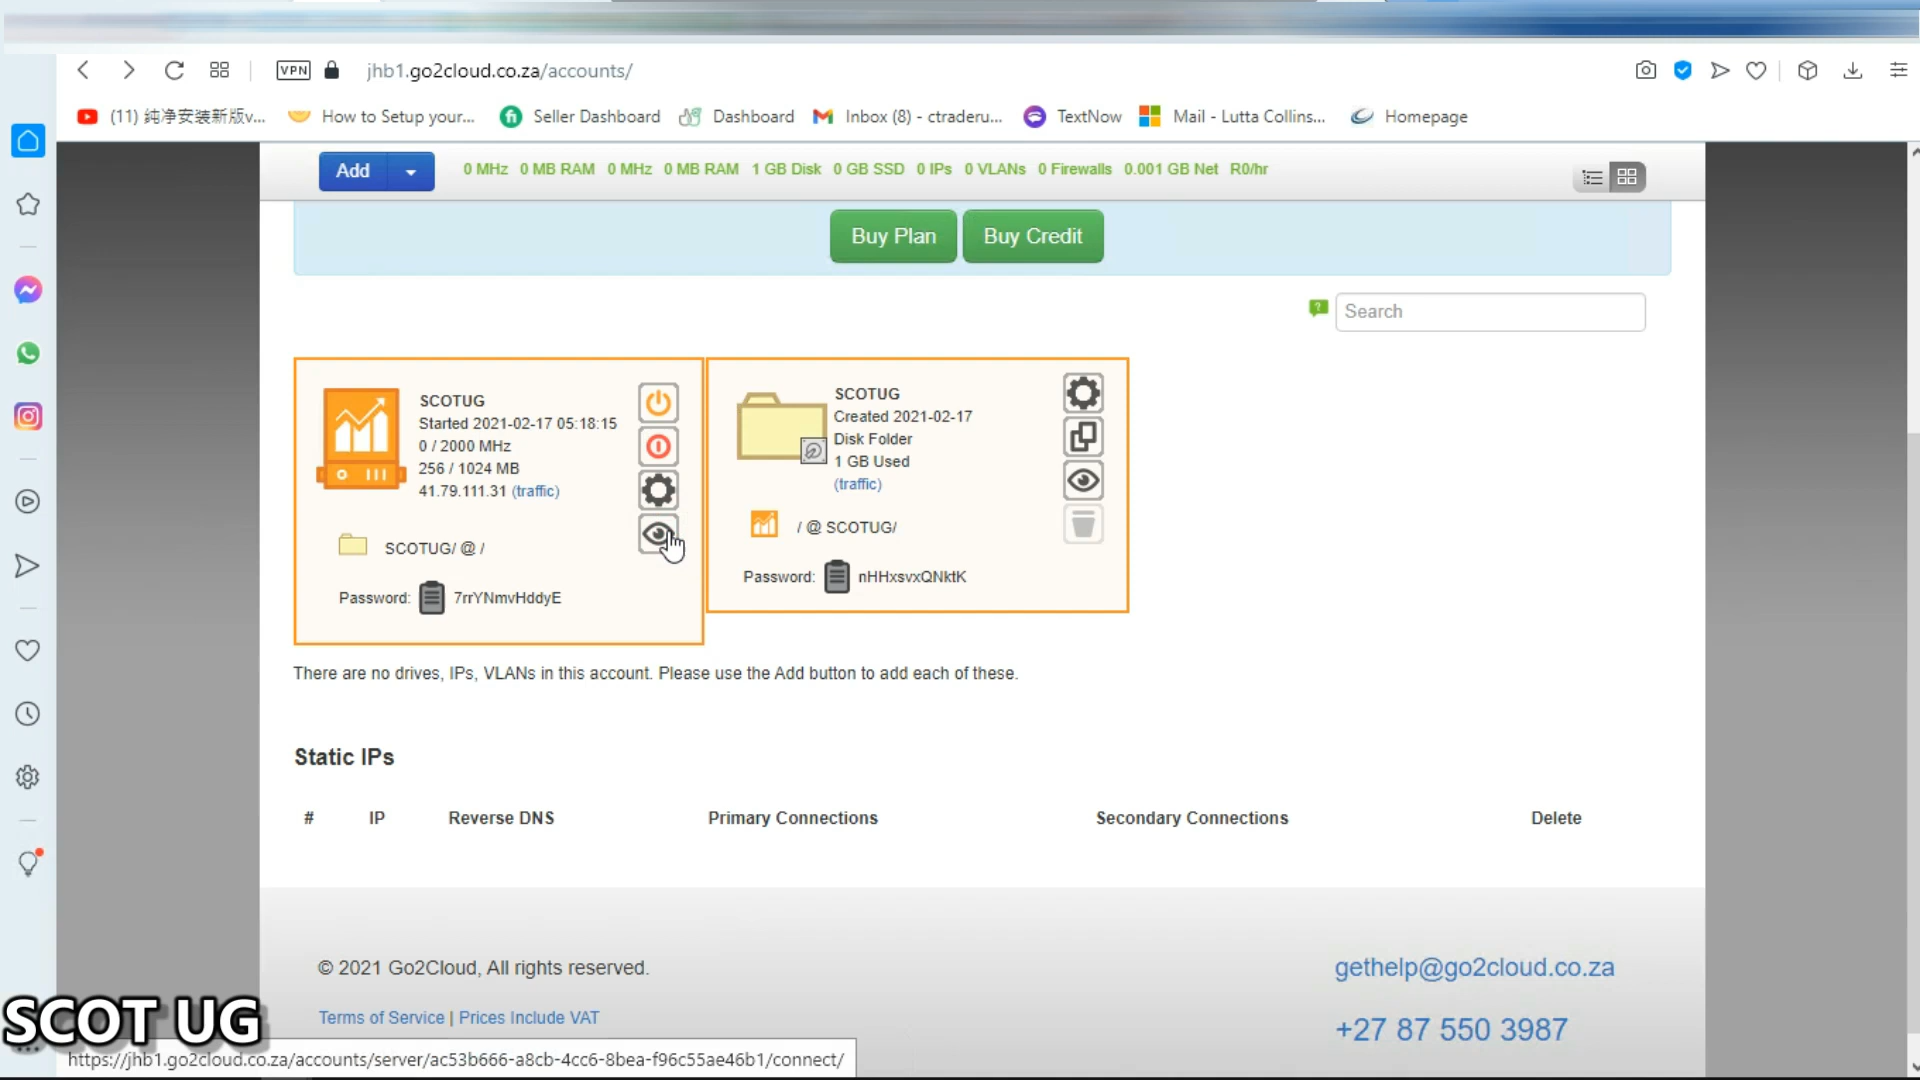 VPN
jhb1.go2cloud.co.za/accounts/
(11) 纯净安装新版v...
How to Setup your...
fi
Seller Dashboard
Dashboard
Inbox (8) - ctraderu...
TextNow
Mail - Lutta Collins...
Homepage
Add
0 MHz 0 MB RAM 0 MHz 0 MB RAM 1 GB Disk 0 GB SSD 0 IPs 0 VLANs 0 Firewalls 0.001 GB Net R0/hr
Buy Plan
Buy Credit
?
Search
SCOTUG
Started 2021-02-17 05:18:15
0 / 2000 MHz
256 / 1024 MB
41.79.111.31 (traffic)
SCOTUG/ @ /
Password: 7rrYNmvHddyE
SCOTUG
Created 2021-02-17
Disk Folder
1 GB Used
(traffic)
/ @ SCOTUG/
Password: nHHxsvxQNktK
There are no drives, IPs, VLANs in this account. Please use the Add button to add each of these.
Static IPs
# IP Reverse DNS Primary Connections Secondary Connections Delete
© 2021 Go2Cloud, All rights reserved.
Terms of Service | Prices Include VAT
gethelp@go2cloud.co.za
+27 87 550 3987
SCOT UG
https://jhb1.go2cloud.co.za/accounts/server/ac53b666-a8cb-4cc6-8bea-f96c55ae46b1/connect/